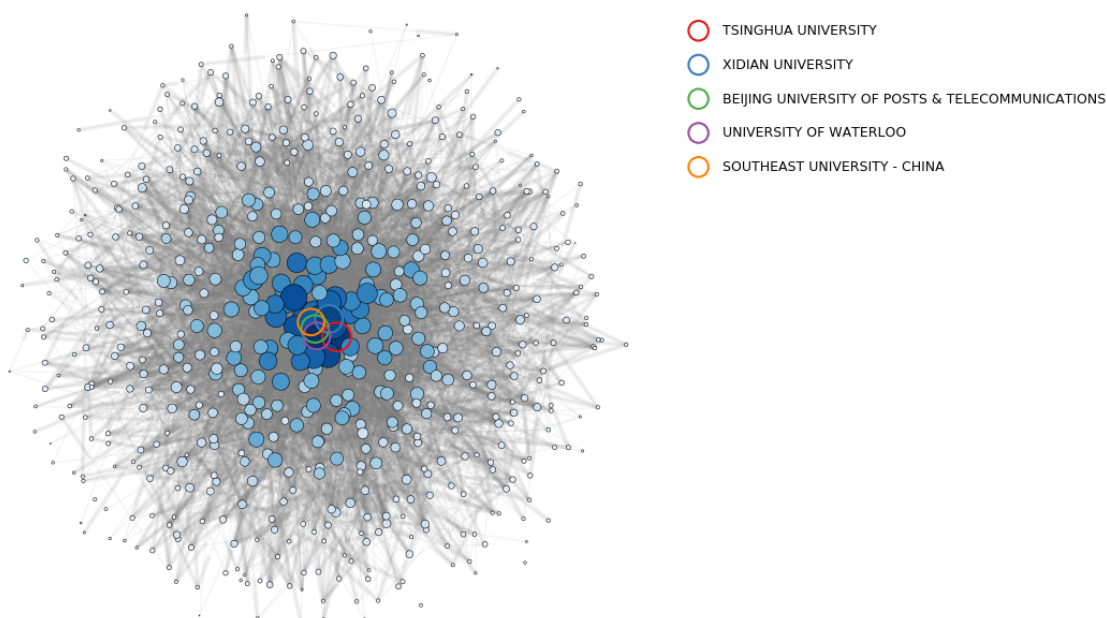 TSINGHUA UNIVERSITY
XIDIAN UNIVERSITY
BEIJING UNIVERSITY OF POSTS & TELECOMMUNICATIONS
UNIVERSITY OF WATERLOO
SOUTHEAST UNIVERSITY - CHINA